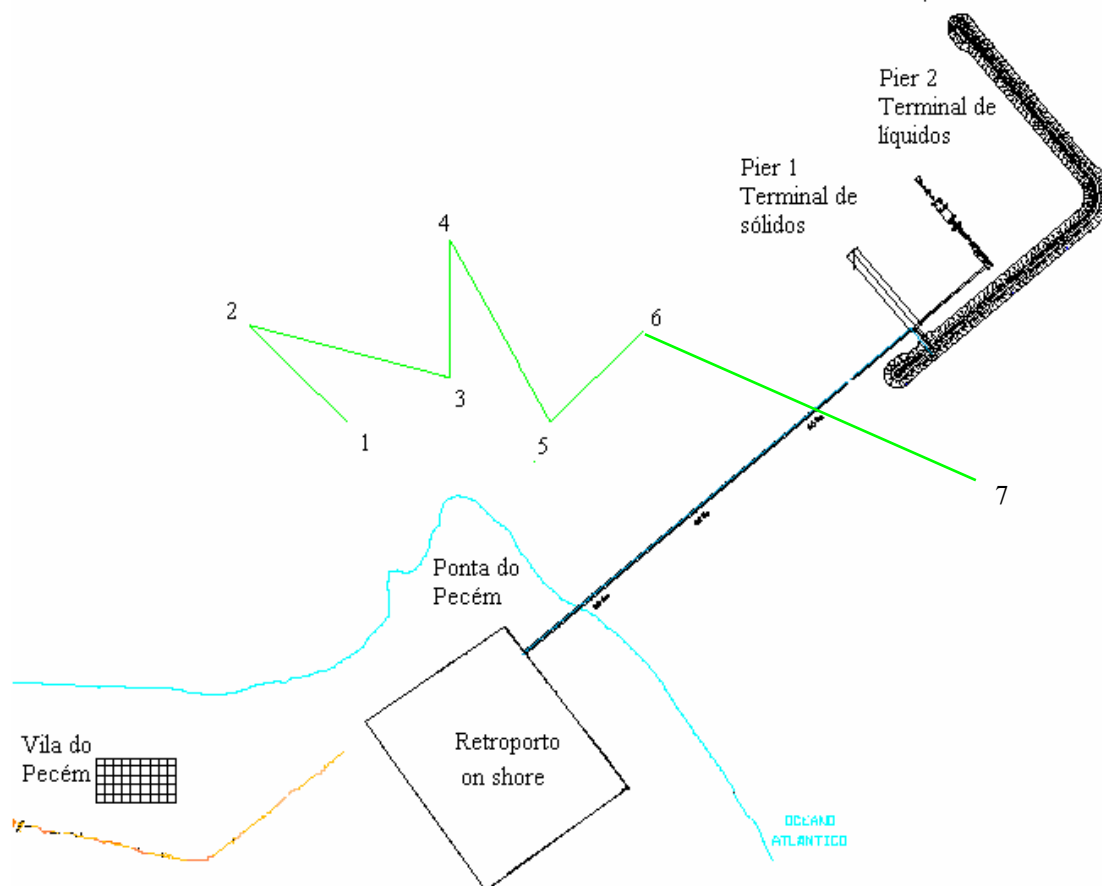 Pier 2
Terminal de
líquidos
Pier 1
Terminal de
sólidos
4
2
6
3
1
5
7
Ponta do
Pecém
Retroporto
on shore
Vila do
Pecém
OCEANO
ATLANTICO